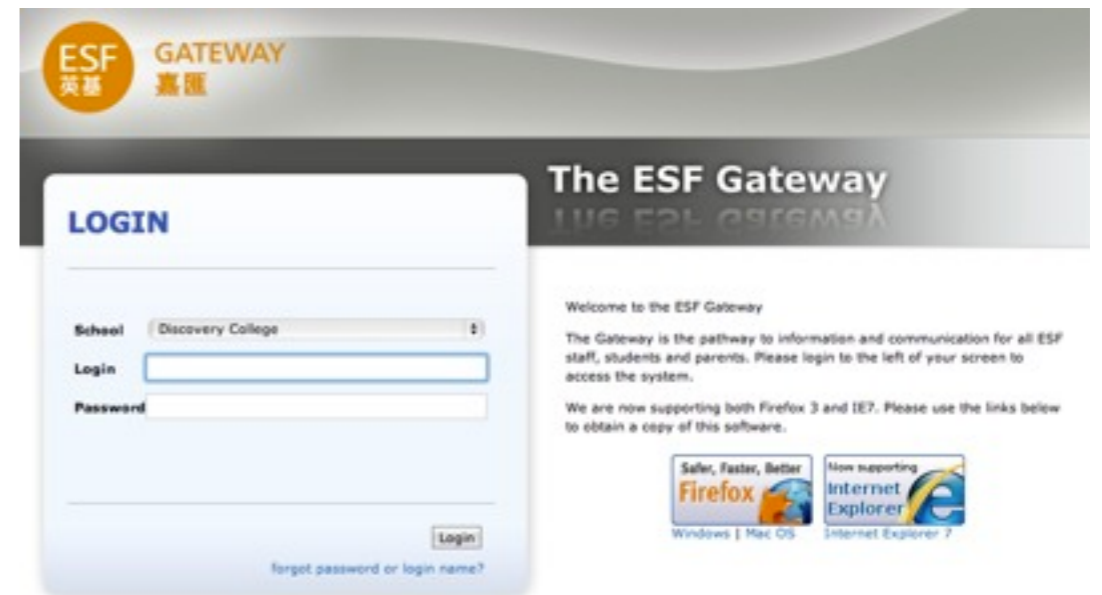 ESF
英基
GATEWAY
嘉匯
The ESF Gateway
LOGIN
School Discovery College
Login
Password
Login
forgot password or login name?
Welcome to the ESF Gateway
The Gateway is the pathway to information and communication for all ESF
staff, students and parents. Please login to the left of your screen to
access the system.
We are now supporting both Firefox 3 and IE7. Please use the links below
to obtain a copy of this software.
Safer, Faster, Better
Firefox
Windows | Mac OS
Now supporting
Internet
Explorer
Internet Explorer 7